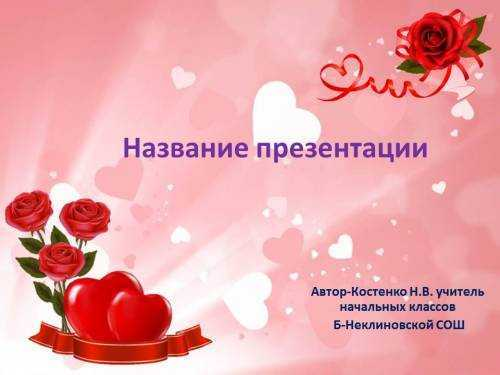 Название презентации
Автор-Костенко Н.В. учитель
начальных классов
Б-Неклиновской СОШ